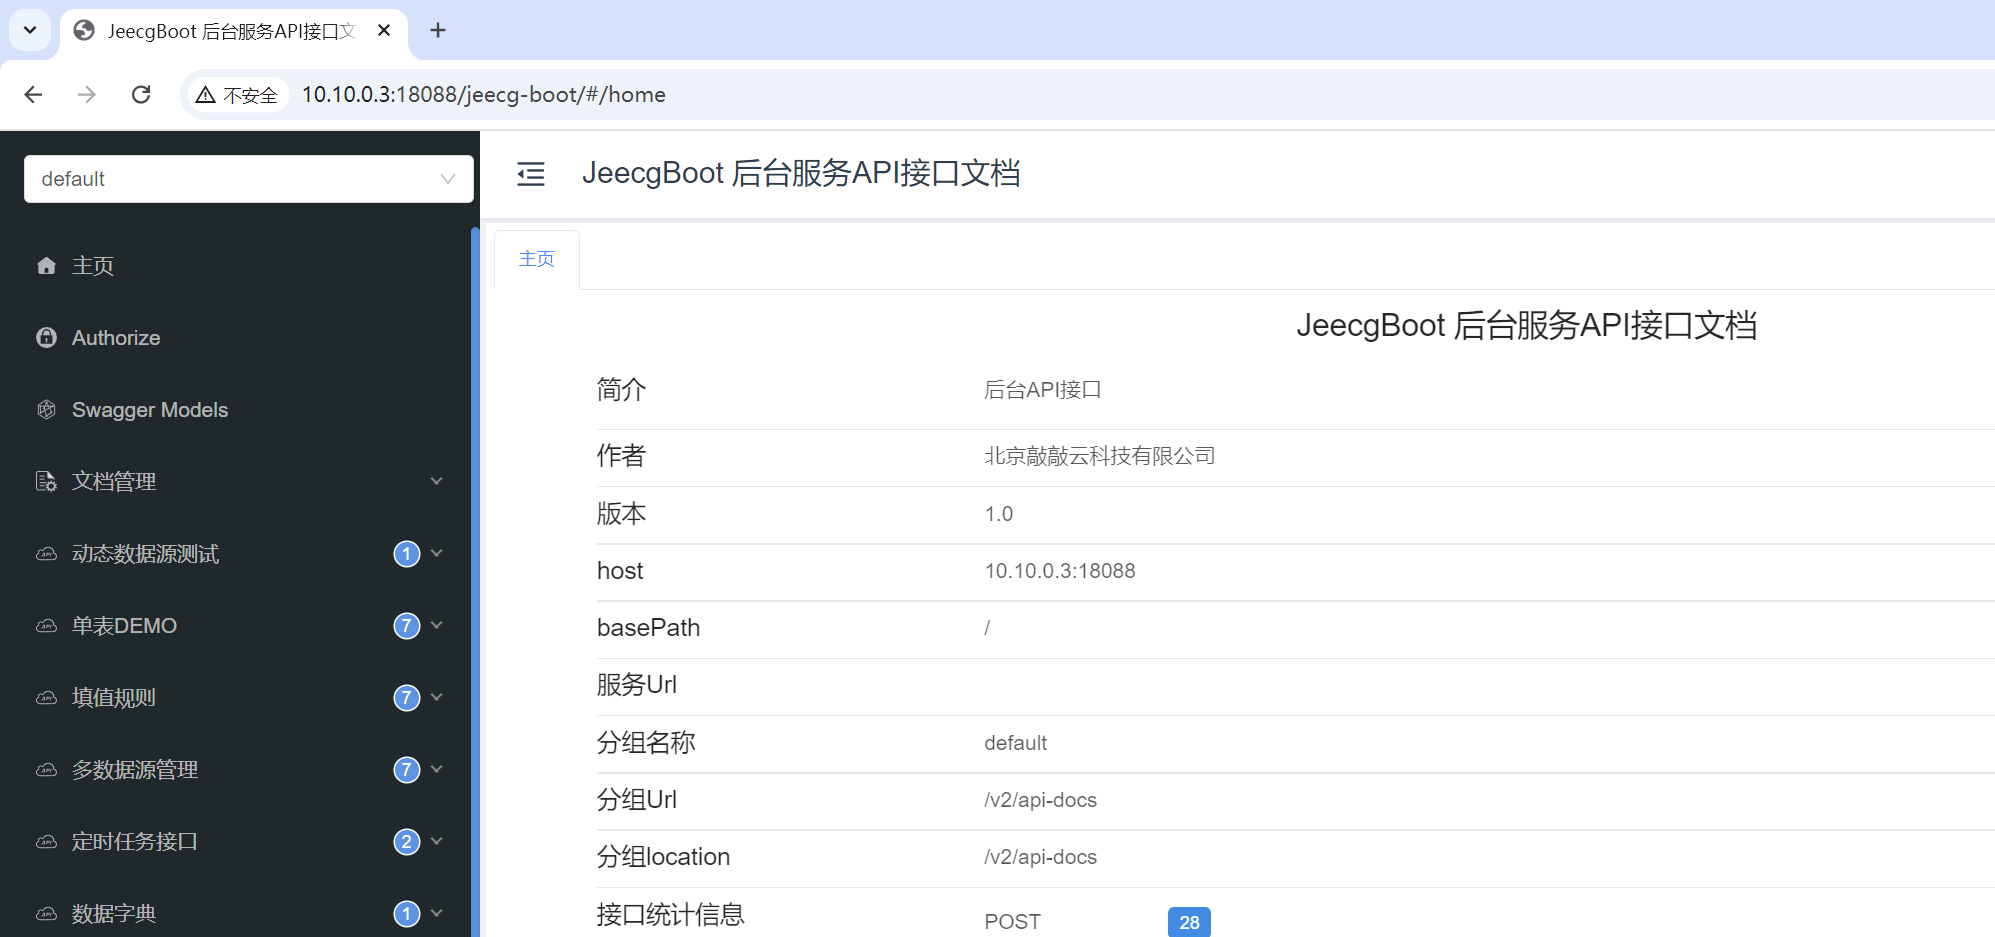 JeecgBoot 后台服务API接口文
不安全
10.10.0.3:18088/jeecg-boot/#/home
default
主页
Authorize
Swagger Models
文档管理
动态数据源测试 1
单表DEMO 7
填值规则 7
多数据源管理 7
定时任务接口 2
数据字典 1
JeecgBoot 后台服务API接口文档
主页
JeecgBoot 后台服务API接口文档
简介 后台API接口
作者 北京敲敲云科技有限公司
版本 1.0
host 10.10.0.3:18088
basePath /
服务Url
分组名称 default
分组Url /v2/api-docs
分组location /v2/api-docs
接口统计信息 POST 28